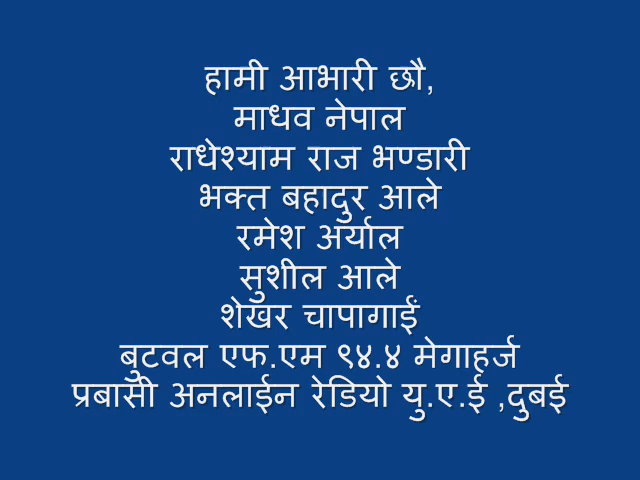 हामी आभारी छौ,
माधव नेपाल
राधेश्याम राज भण्डारी
भक्त बहादुर आले
रमेश अर्याल
सुशील आले
शेखर चापागाईं
बुटवल एफ.एम ९४.४ मेगाहर्ज
प्रबासी अनलाईन रेडियो यु.ए.ई ,दुबई